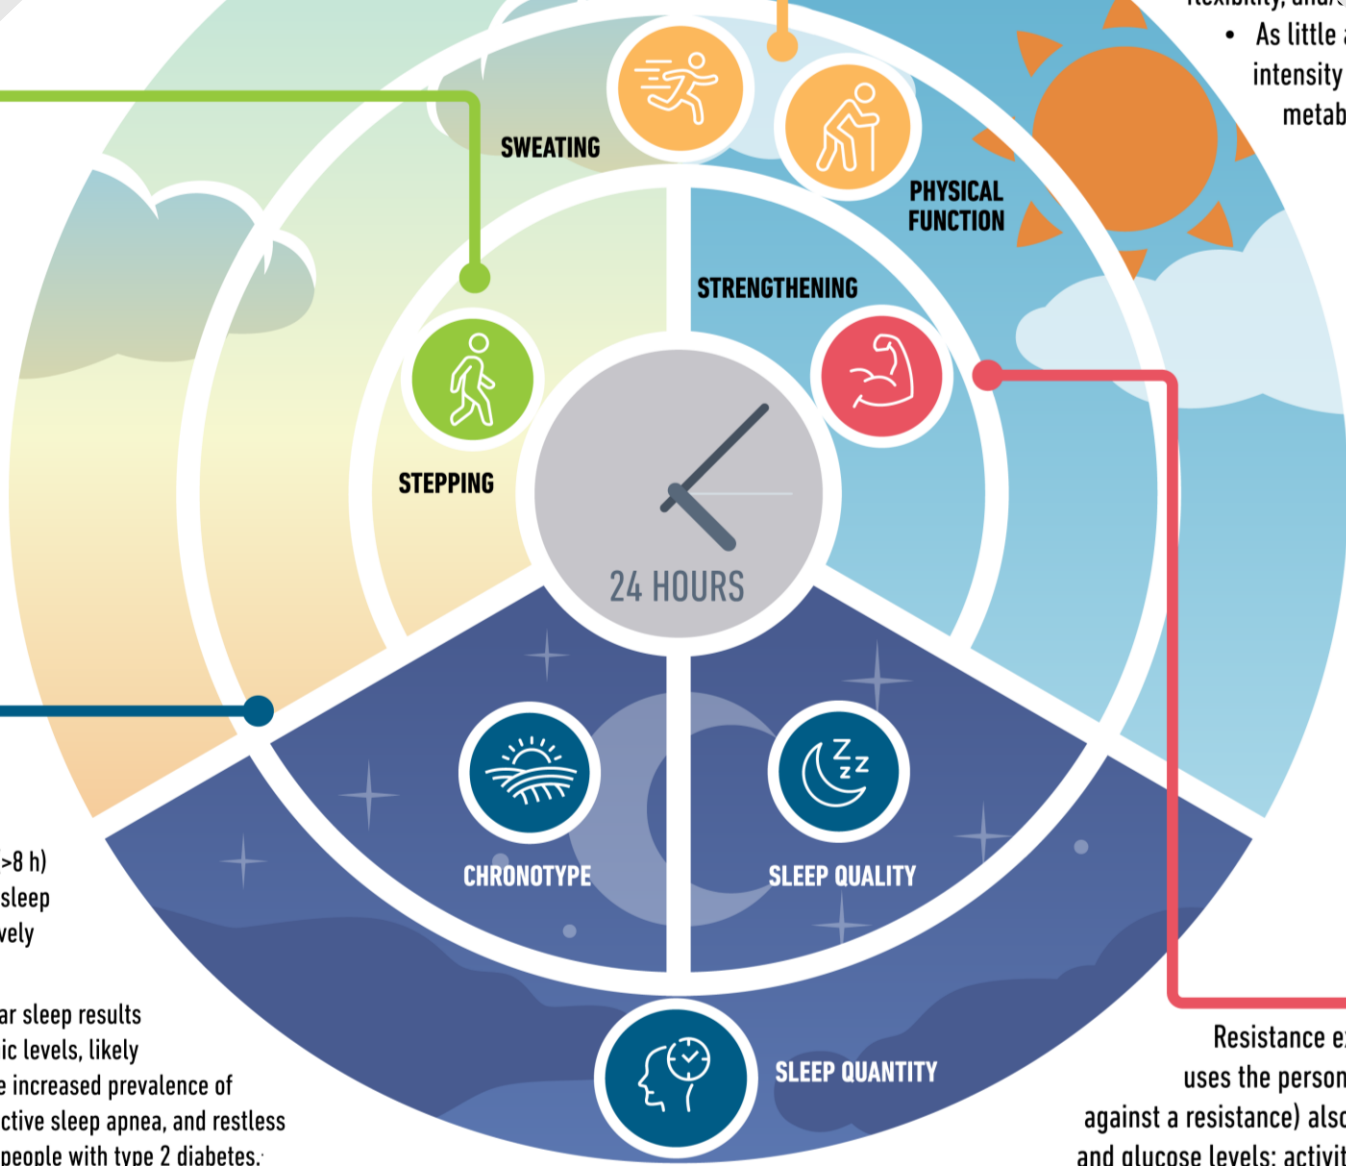 As little
intensity
metab
SWEATING
PHYSICAL
FUNCTION
STRENGTHENING
STEPPING
24 HOURS
>8 h)
sleep
vely
CHRONOTYPE
SLEEP QUALITY
ar sleep results
ic levels, likely
e increased prevalence of
ctive sleep apnea, and restless
people with type 2 diabetes.
SLEEP QUANTITY
Resistance
uses the person
against a resistance) also
and glucose levels; activit